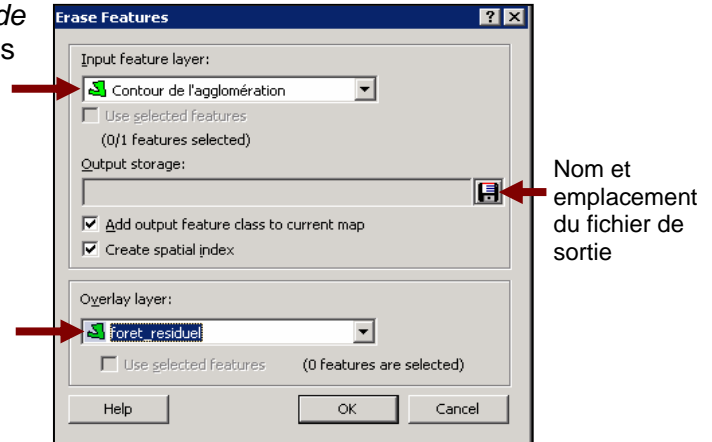 de
s
Erase Features
Input feature layer:
Contour de l'agglomération
Use selected features
(0/1 features selected)
Output storage:
Add output feature class to current map
Create spatial index
Overlay layer:
foret_residuel
Use selected features (0 features are selected)
Help OK Cancel
Nom et
emplacement
du fichier de
sortie